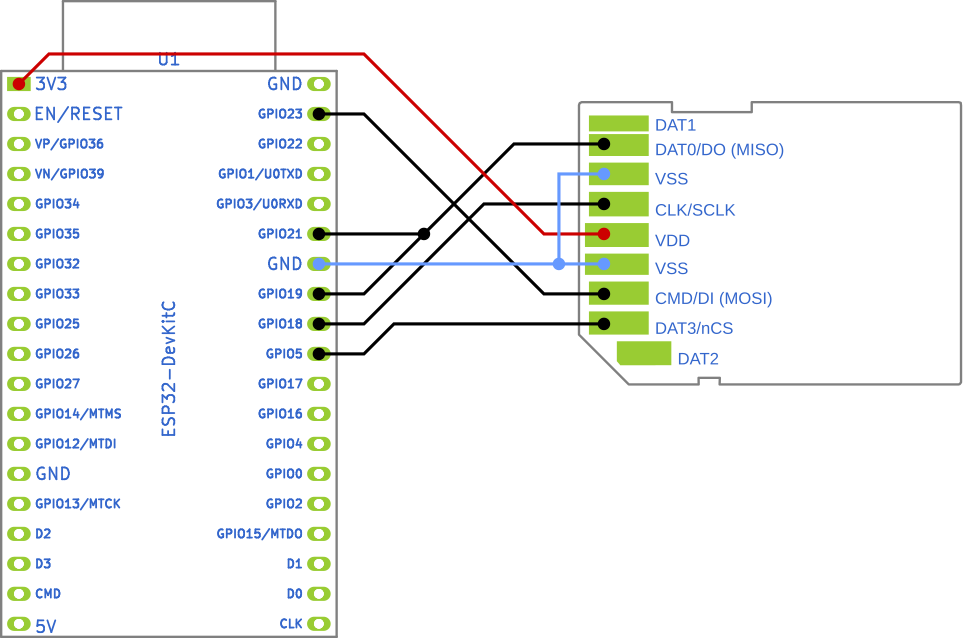 U1
3V3
EN/RESET
VP/GPIO36
VN/GPIO39
GPIO34
GPIO35
GPIO32
GPIO33
GPIO25
GPIO26
GPIO27
GPIO14/MTMS
GPIO12/MTDI
GND
GPIO13/MTCK
D2
D3
CMD
5V
ESP32-DevKitC
GND
GPIO23
GPIO22
GPIO1/U0TXD
GPIO3/U0RXD
GPIO21
GND
GPIO19
GPIO18
GPIO5
GPIO17
GPIO16
GPIO4
GPIO0
GPIO2
GPIO15/MTDO
D1
D0
CLK
DAT1
DAT0/DO (MISO)
VSS
CLK/SCLK
VDD
VSS
CMD/DI (MOSI)
DAT3/nCS
DAT2